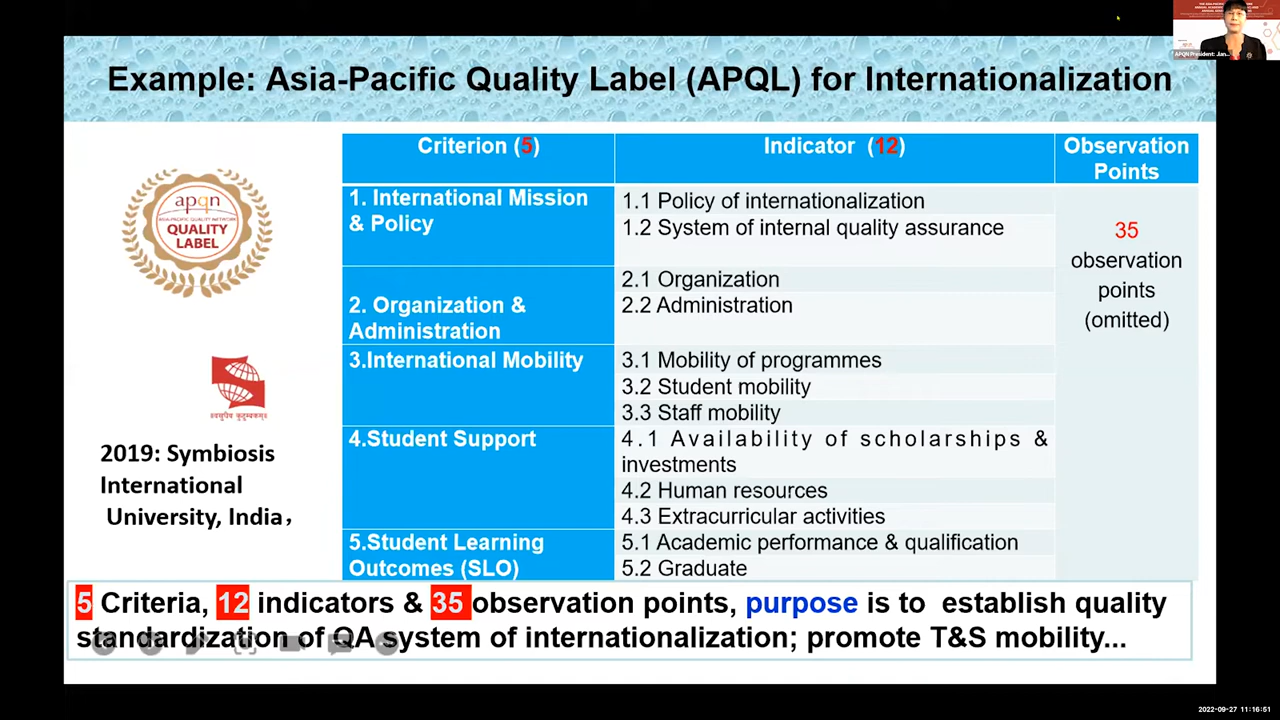 Example: Asia-Pacific Quality Label (APQL) for Internationalization
APQN President: Jan...
apqn
ASIA-PACIFIC QUALITY NETWORK
QUALITY
LABEL
॥वसुधैव कुटुम्बकम्॥
2019: Symbiosis
International
University, India，
Criterion (5)
Indicator (12)
Observation
Points
1. International Mission
& Policy
1.1 Policy of internationalization
1.2 System of internal quality assurance
35
observation
points
(omitted)
2. Organization &
Administration
2.1 Organization
2.2 Administration
3.International Mobility
3.1 Mobility of programmes
3.2 Student mobility
3.3 Staff mobility
4.Student Support
4.1 Availability of scholarships &
investments
4.2 Human resources
4.3 Extracurricular activities
5.Student Learning
Outcomes (SLO)
5.1 Academic performance & qualification
5.2 Graduate
5 Criteria, 12 indicators & 35 observation points, purpose is to establish quality
standardization of QA system of internationalization; promote T&S mobility...
2022-09-27 11:16:51